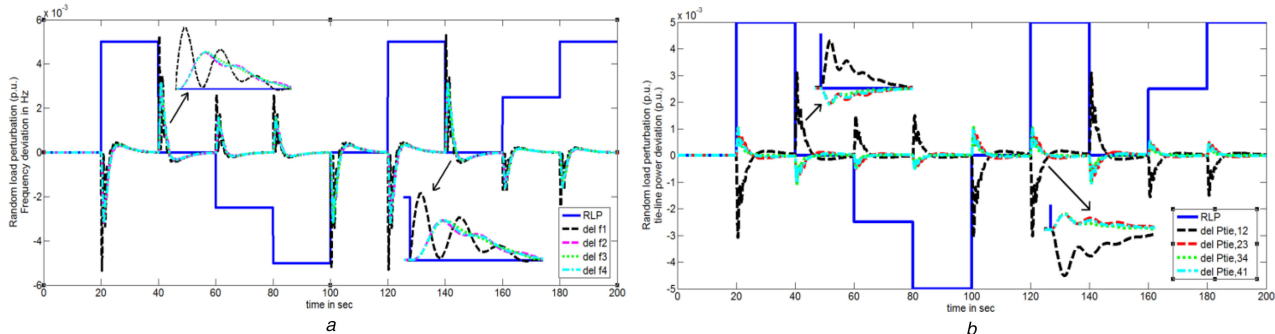 ×10⁻³
6
4
2
0
-2
-4
-6
0 20 40 60 80 100 120 140 160 180 200
Random load perturbation (p.u.)
Frequency deviation in Hz
time in sec
RLP
del f1
del f2
del f3
del f4
a
x 10⁻³
5
4
3
2
1
0
-1
-2
-3
-4
-5
0 20 40 60 80 100 120 140 160 180 200
Random load perturbation (p.u.)
tie-line power deviation (p.u.)
time in sec
RLP
del Ptie,12
del Ptie,23
del Ptie,34
del Ptie,41
b